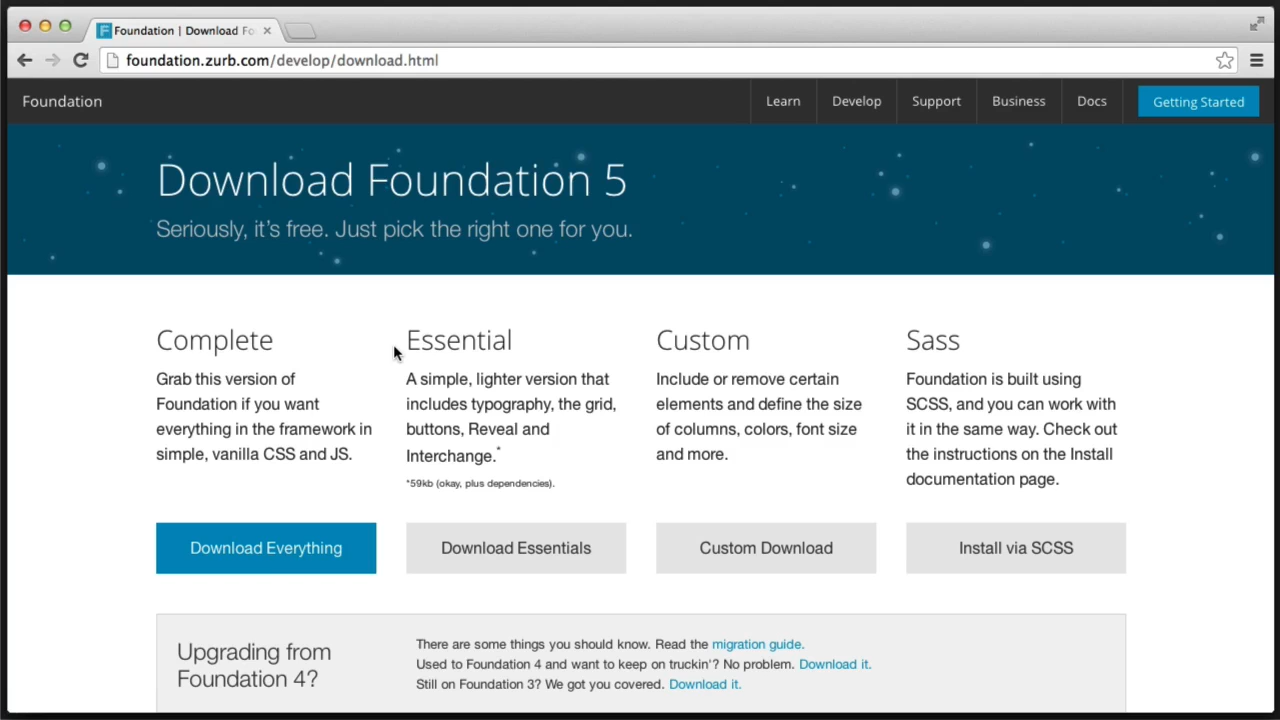 Foundation | Download Fo
foundation.zurb.com/develop/download.html
Foundation
Learn
Develop
Support
Business
Docs
Getting Started
Download Foundation 5
Seriously, it's free. Just pick the right one for you.
Complete
Grab this version of
Foundation if you want
everything in the framework in
simple, vanilla CSS and JS.
Download Everything
Essential
A simple, lighter version that
includes typography, the grid,
buttons, Reveal and
Interchange.*
*59kb (okay, plus dependencies).
Download Essentials
Custom
Include or remove certain
elements and define the size
of columns, colors, font size
and more.
Custom Download
Sass
Foundation is built using
SCSS, and you can work with
it in the same way. Check out
the instructions on the Install
documentation page.
Install via SCSS
Upgrading from
Foundation 4?
There are some things you should know. Read the migration guide.
Used to Foundation 4 and want to keep on truckin'? No problem. Download it.
Still on Foundation 3? We got you covered. Download it.